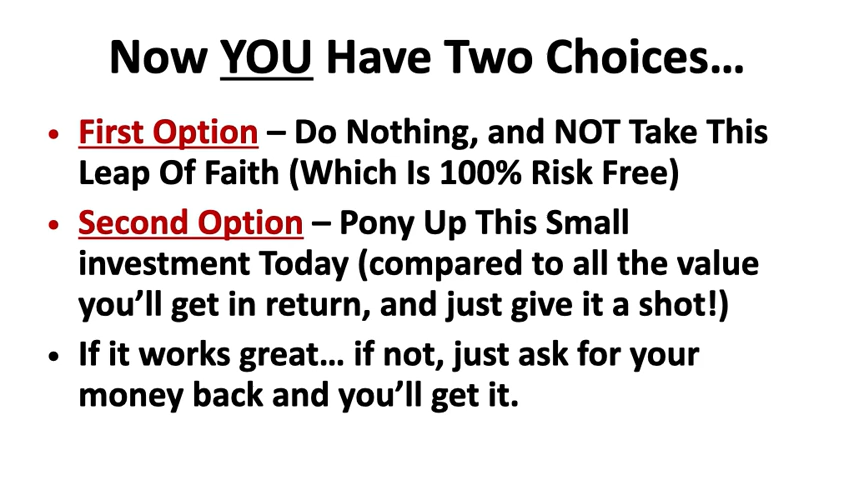 Now YOU Have Two Choices…
• First Option – Do Nothing, and NOT Take This
Leap Of Faith (Which Is 100% Risk Free)
• Second Option – Pony Up This Small
investment Today (compared to all the value
you’ll get in return, and just give it a shot!)
• If it works great… if not, just ask for your
money back and you’ll get it.